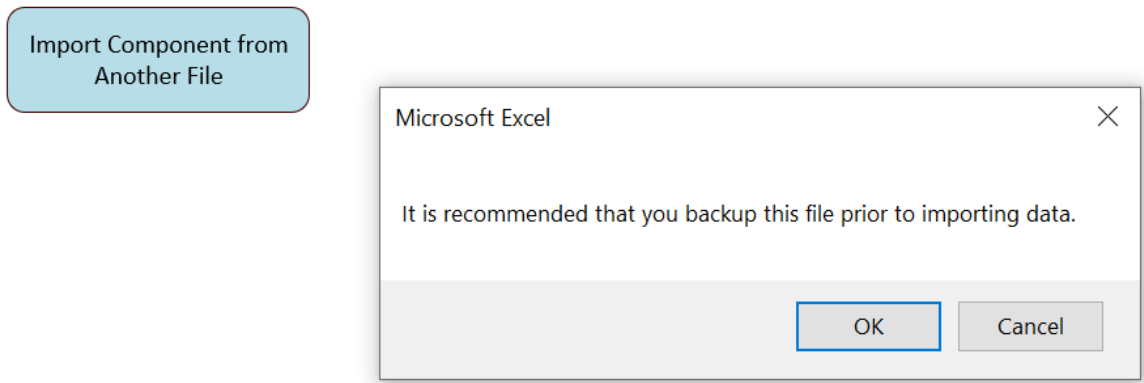 Import Component from
Another File
Microsoft Excel
It is recommended that you backup this file prior to importing data.
OK
Cancel